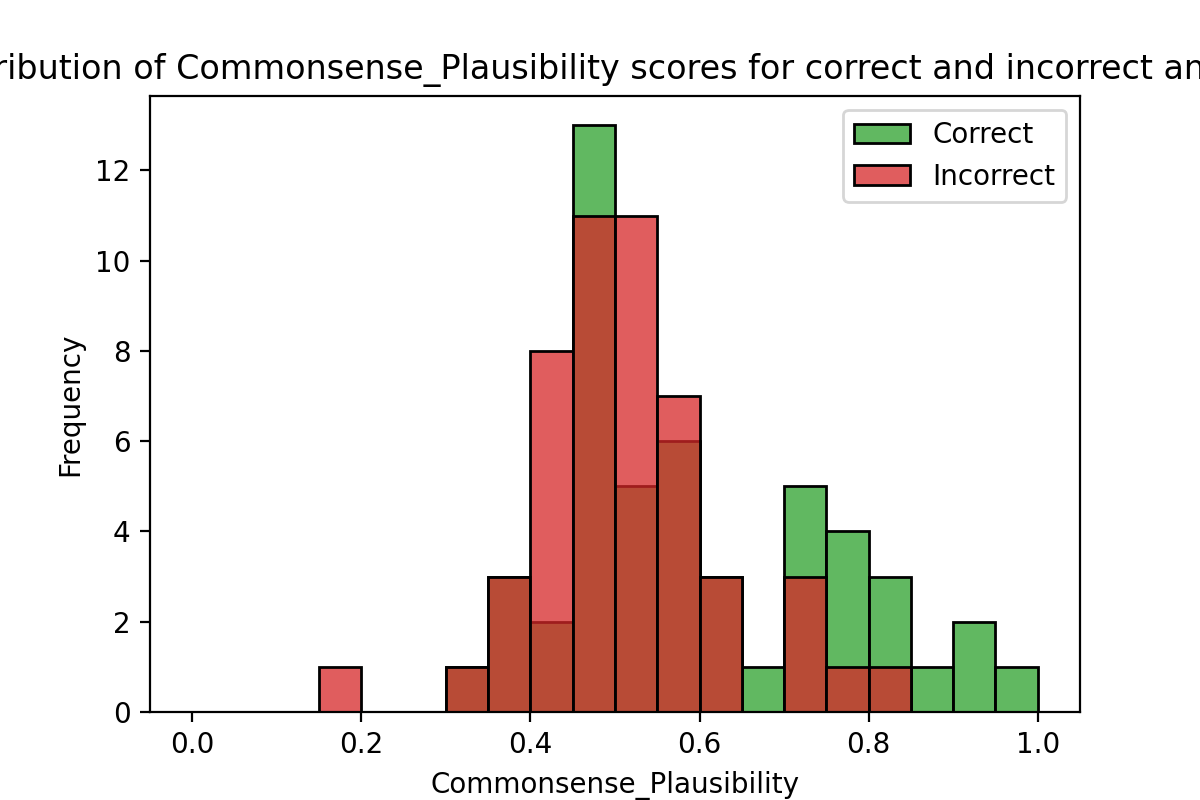 ribution of Commonsense_Plausibility scores for correct and incorrect an
Correct
Incorrect
12
10
8
6
4
2
0
Frequency
0.0 0.2 0.4 0.6 0.8 1.0
Commonsense_Plausibility